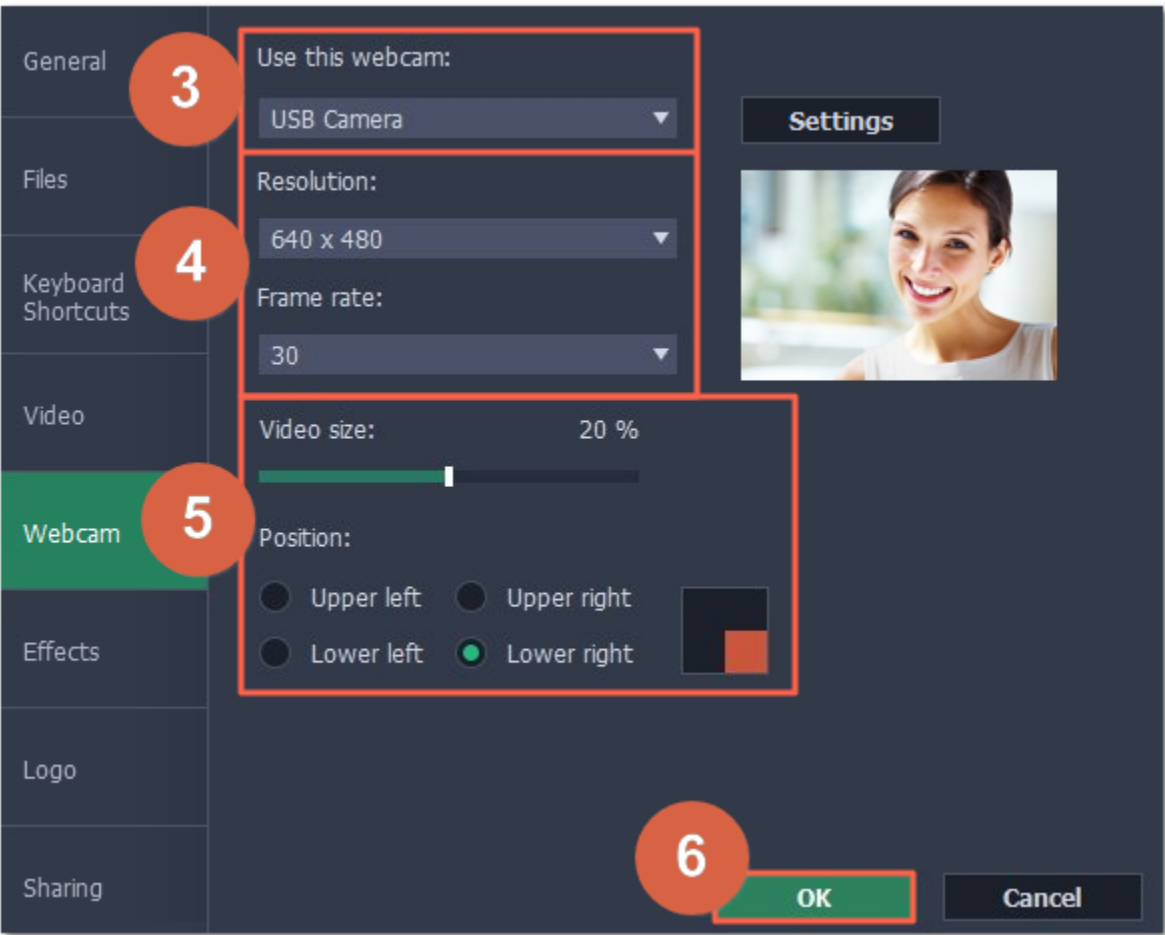 General
Files
Keyboard
Shortcuts
Video
Webcam
Effects
Logo
Sharing
3
Use this webcam:
USB Camera
Settings
4
Resolution:
640 x 480
Frame rate:
30
5
Video size: 20 %
Position:
Upper left Upper right
Lower left Lower right
6
OK Cancel